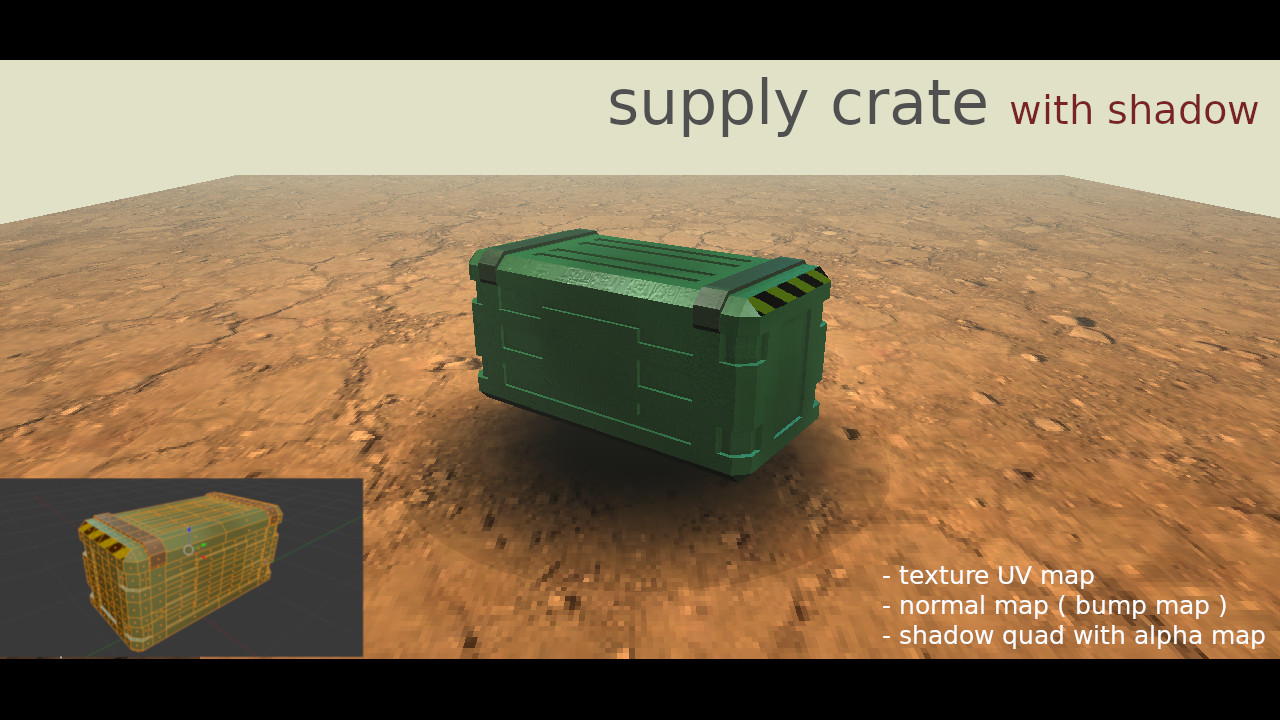 supply crate with shadow
- texture UV map
- normal map ( bump map )
- shadow quad with alpha map